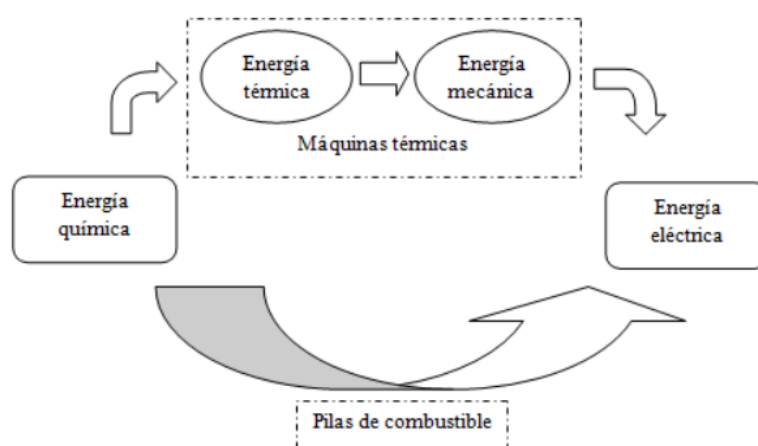 Energía
térmica
Energía
mecánica
Máquinas térmicas
Energía
química
Energía
eléctrica
Pilas de combustible